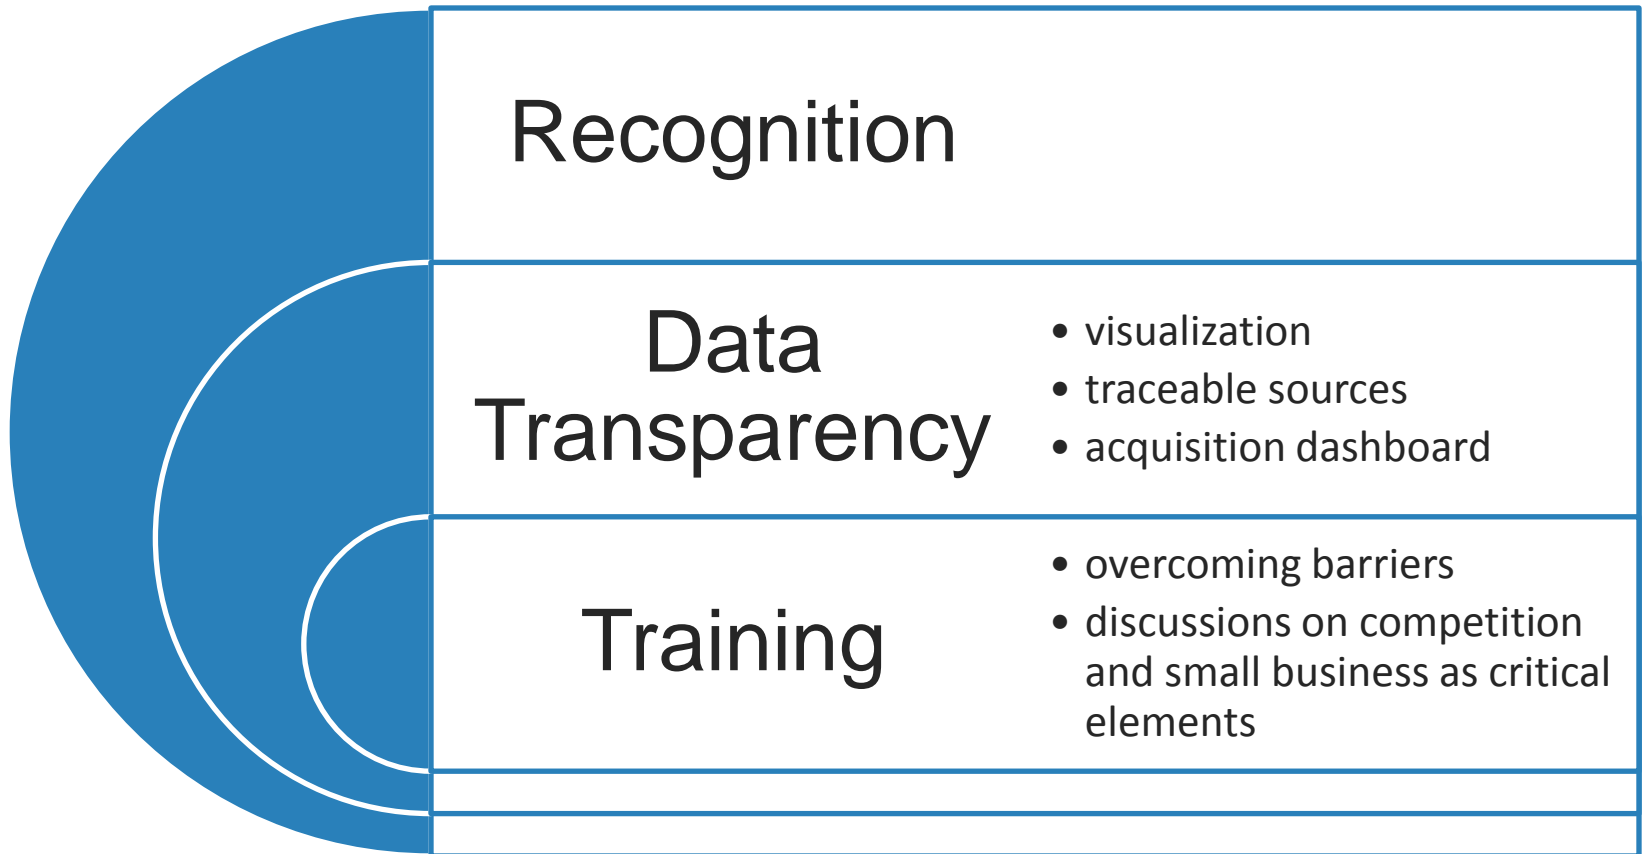 Recognition
Data
Transparency
• visualization
• traceable sources
• acquisition dashboard
Training
• overcoming barriers
• discussions on competition
and small business as critical
elements